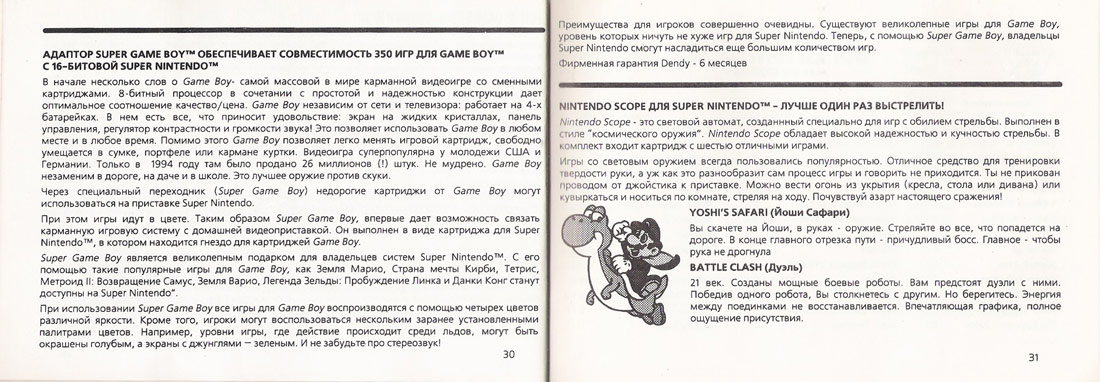 АДАПТОР SUPER GAME BOY™ ОБЕСПЕЧИВАЕТ СОВМЕСТИМОСТЬ 350 ИГР ДЛЯ GAME BOY™
С 16-БИТОВОЙ SUPER NINTENDO™
В начале несколько слов о Game Boy- самой массовой в мире карманной видеоигре со сменными
картриджами. 8-битный процессор в сочетании с простотой и надежностью конструкции дает
оптимальное соотношение качество/цена. Game Boy независим от сети и телевизора: работает на 4-х
батарейках. В нем есть все, что приносит удовольствие: экран на жидких кристаллах, панель
управления, регулятор контрастности и громкости звука! Это позволяет использовать Game Boy в любом
месте и в любое время. Помимо этого Game Boy позволяет легко менять игровой картридж, свободно
умещается в сумке, портфеле или кармане куртки. Видеоигра суперпопулярна у молодежи США и
Германии. Только в 1994 году там было продано 26 миллионов (!) штук. Не мудрено. Game Boy
незаменим в дороге, на даче и в школе. Это лучшее оружие против скуки.
Через специальный переходник (Super Game Boy) недорогие картриджи от Game Boy могут
использоваться на приставке Super Nintendo.
При этом игры идут в цвете. Таким образом Super Game Boy, впервые дает возможность связать
карманную игровую систему с домашней видеоприставкой. Он выполнен в виде картриджа для Super
Nintendo™, в котором находится гнездо для картриджей Game Boy.
Super Game Boy является великолепным подарком для владельцев систем Super Nintendo™. С его
помощью такие популярные игры для Game Boy, как Земля Марио, Страна мечты Кирби, Тетрис,
Метроид II: Возвращение Самус, Земля Варио, Легенда Зельды: Пробуждение Линка и Данки Конг станут
доступны на Super Nintendo".
При использовании Super Game Boy все игры для Game Boy воспроизводятся с помощью четырех цветов
различной яркости. Кроме того, игроки могут воспользоваться несколькими заранее установленными
палитрами цветов. Например, уровни игры, где действие происходит среди льдов, могут быть
окрашены голубым, а экраны с джунглями — зеленым. И не забудьте про стереозвук!
30
Преимущества для игроков совершенно очевидны. Существуют великолепные игры для Game Boy,
уровень которых ничуть не хуже игр для Super Nintendo. Теперь, с помощью Super Game Boy, владельцы
Super Nintendo смогут насладиться еще большим количеством игр.
Фирменная гарантия Dendy - 6 месяцев
NINTENDO SCOPE ДЛЯ SUPER NINTENDO™ – ЛУЧШЕ ОДИН РАЗ ВЫСТРЕЛИТЬ!
Nintendo Scope - это световой автомат, созданнный специально для игр с обилием стрельбы. Выполнен в
стиле "космического оружия". Nintendo Scope обладает высокой надежностью и кучностью стрельбы. В
комплект входит картридж с шестью отличными играми.
Игры со световым оружием всегда пользовались популярностью. Отличное средство для тренировки
твердости руки, а уж как это разнообразит сам процесс игры и говорить не приходится. Ты не прикован
проводом от джойстика к приставке. Можно вести огонь из укрытия (кресла, стола или дивана) или
кувыркаться и носиться по комнате, стреляя на ходу. Почувствуй азарт настоящего сражения!
YOSHI'S SAFARI (Йоши Сафари)
Вы скачете на Йоши, в руках - оружие. Стреляйте во все, что попадется на
дороге. В конце главного отрезка пути - причудливый босс. Главное - чтобы
рука не дрогнула
BATTLE CLASH (Дуэль)
21 век. Созданы мощные боевые роботы. Вам предстоят дуэли с ними.
Победив одного робота, Вы столкнетесь с другим. Но берегитесь. Энергия
между поединками не восстанавливается. Впечатляющая графика, полное
ощущение присутствия.
31